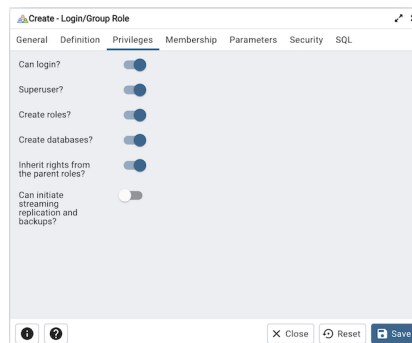 Create - Login/Group Role
General Definition Privileges Membership Parameters Security SQL
Can login?
Superuser?
Create roles?
Create databases?
Inherit rights from
the parent roles?
Can initiate
streaming
replication and
backups?
Close Reset Save